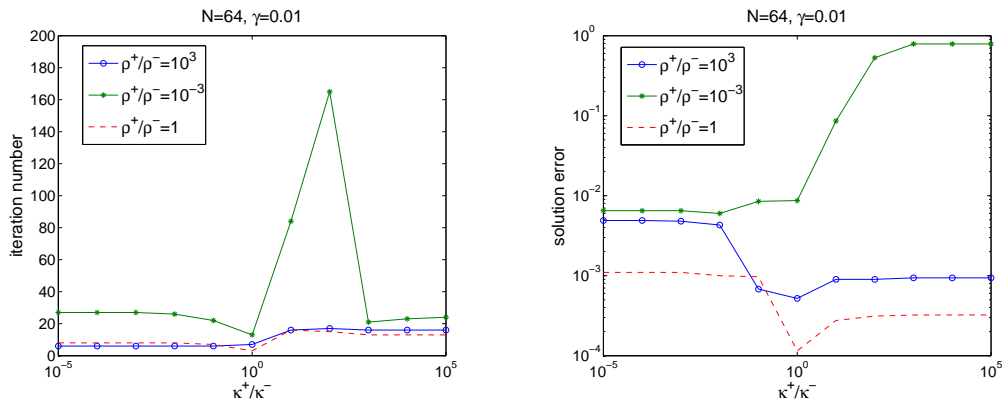 N=64, γ=0.01
iteration number
200
180
160
140
120
100
80
60
40
20
0
ρ⁺/ρ⁻=10³
ρ⁺/ρ⁻=10⁻³
ρ⁺/ρ⁻=1
10⁻⁵
10⁰
10⁵
κ⁺/κ⁻
N=64, γ=0.01
solution error
10⁰
10⁻¹
10⁻²
10⁻³
10⁻⁴
ρ⁺/ρ⁻=10³
ρ⁺/ρ⁻=10⁻³
ρ⁺/ρ⁻=1
10⁻⁵
10⁰
10⁵
κ⁺/κ⁻